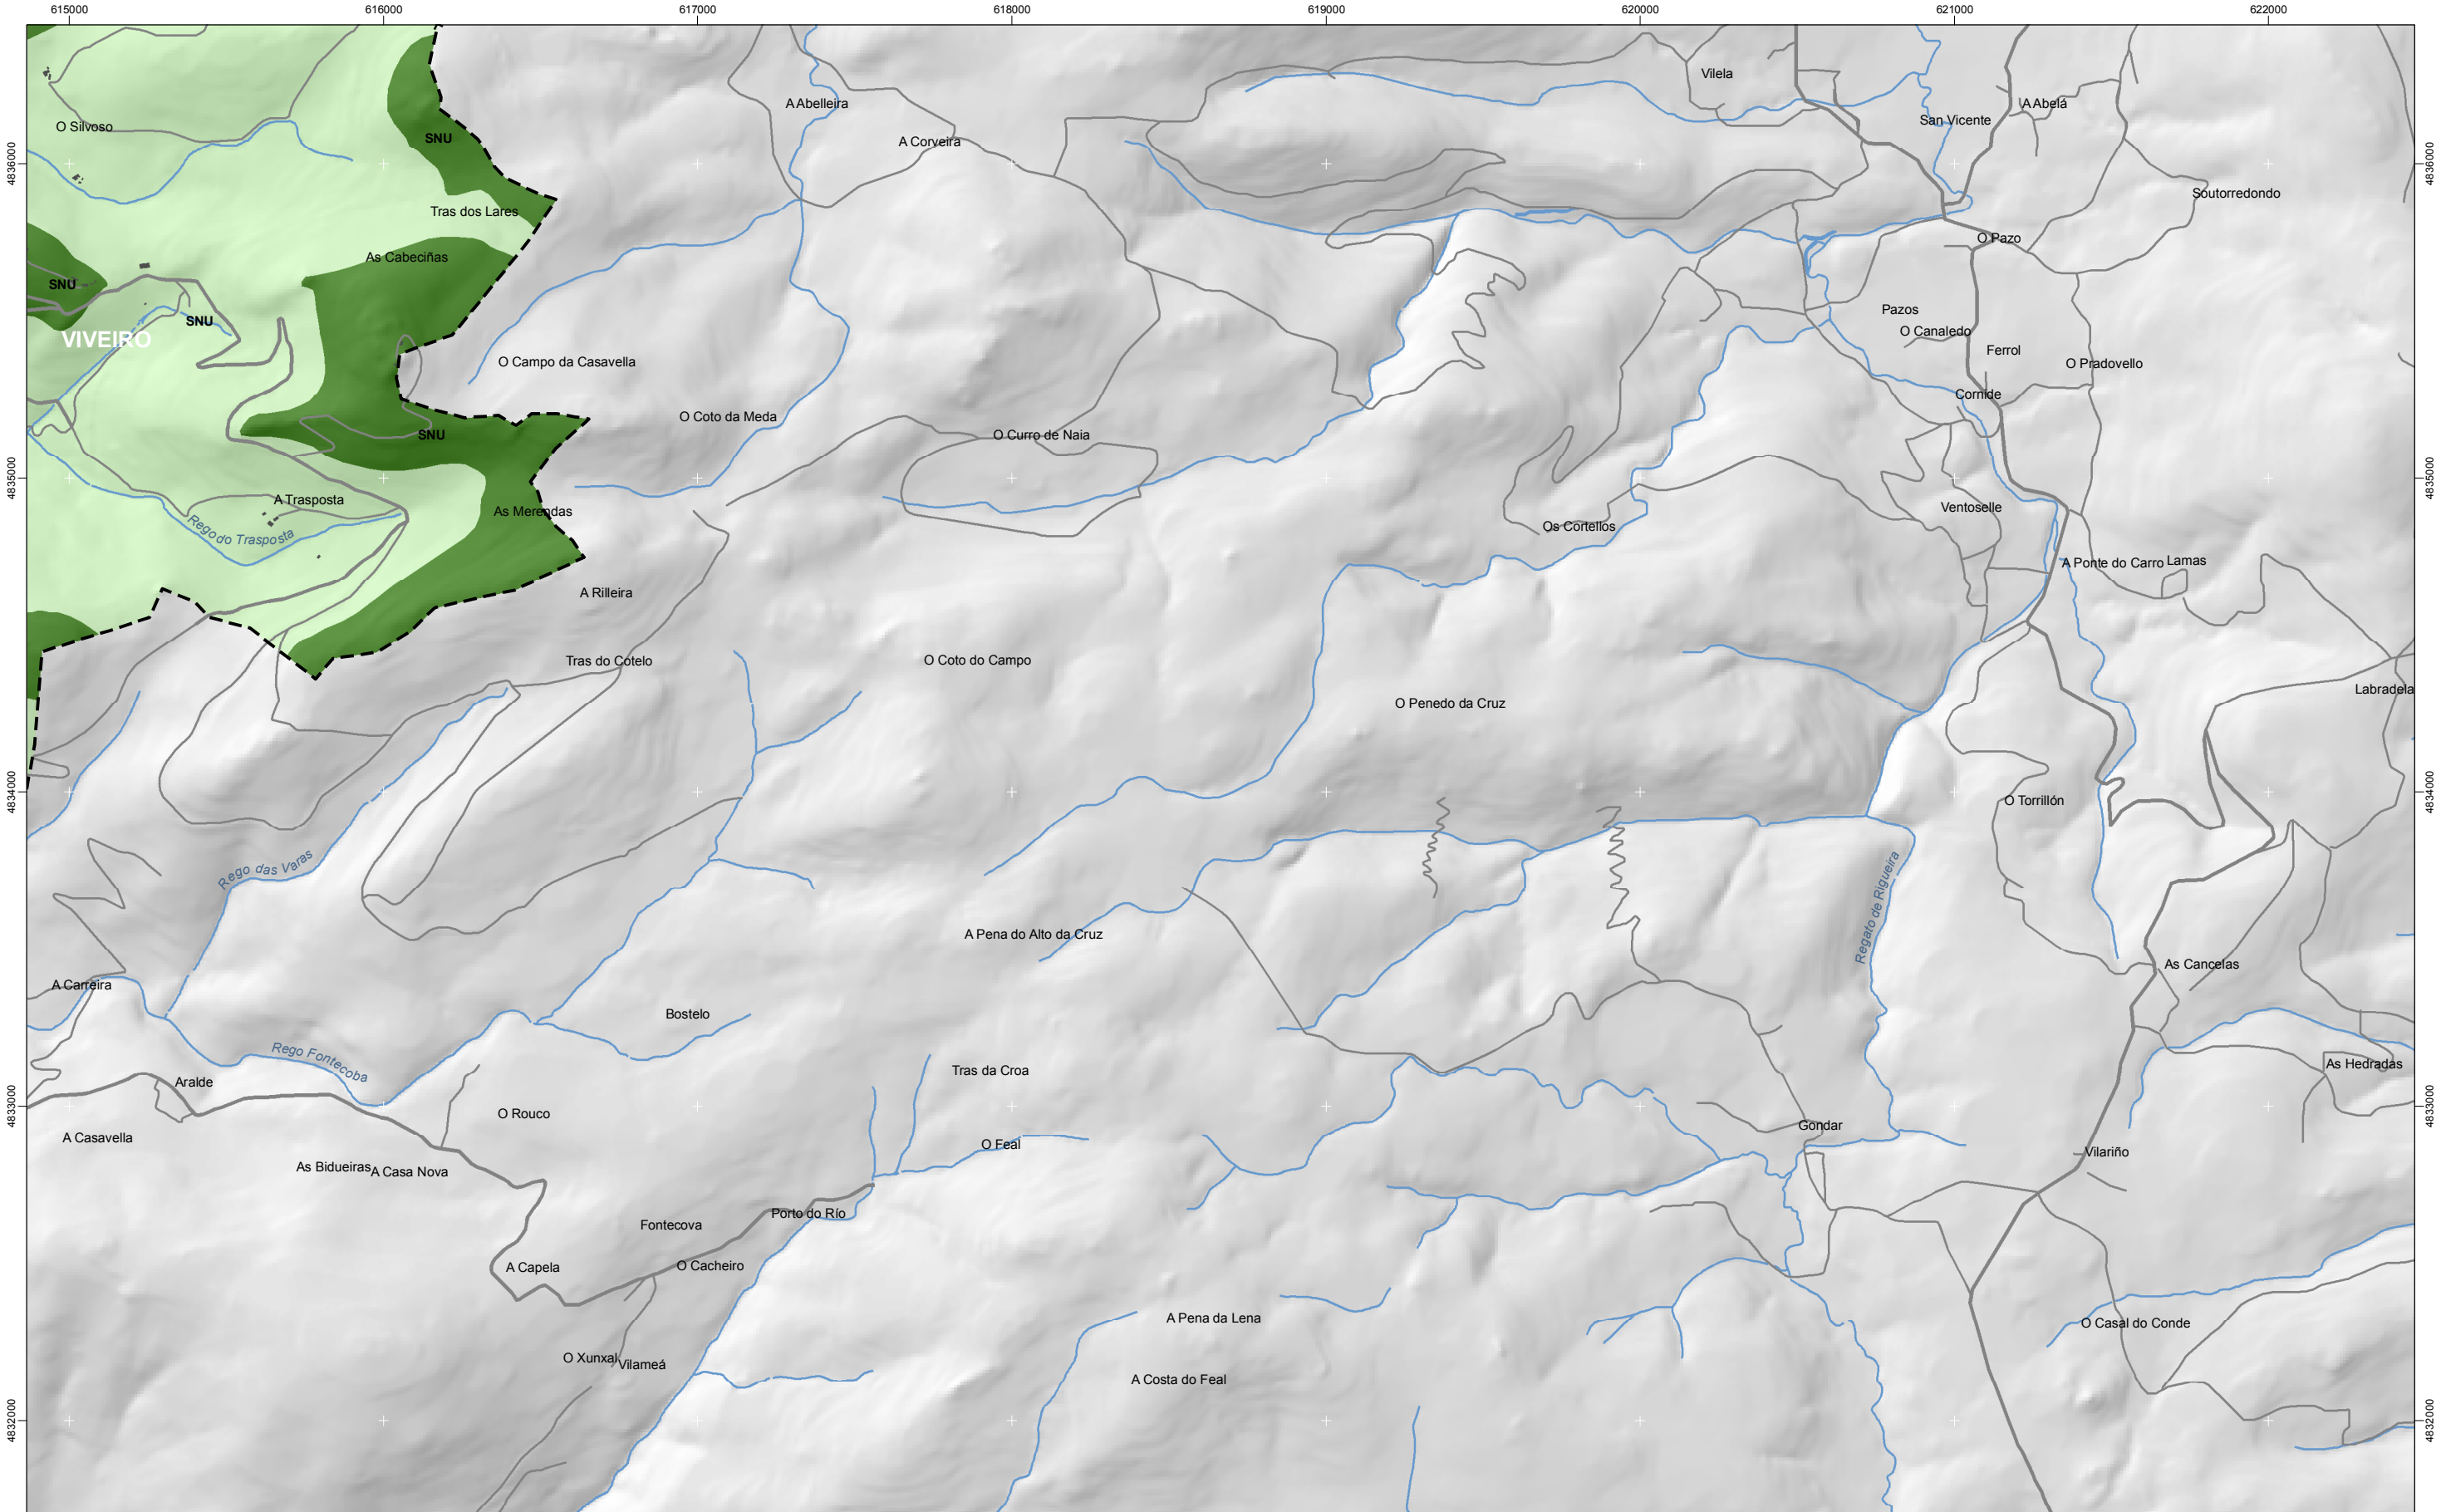 615000
616000
617000
618000
619000
620000
621000
622000
Vilela
A Abelleira
A Abelá
San Vicente
O Silvoso
SNU
A Corveira
4836000
4836000
Soutorredondo
Tras dos Lares
O Pazo
As Cabeciñas
SNU
Pazos
SNU
O Canaledo
VIVEIRO
Ferrol
O Campo da Casavella
O Pradovello
Cornide
O Coto da Meda
SNU
O Curro de Naia
4835000
4835000
A Trasposta
As Merendas
Ventoselle
Os Cortellos
Rego do Trasposta
A Ponte do Carro
Lamas
A Rilleira
Tras do Cotelo
O Coto do Campo
Labradela
O Penedo da Cruz
4834000
4834000
O Torrillón
Rego das Varas
Regato de Rigueira
A Pena do Alto da Cruz
As Cancelas
A Carreira
Bostelo
Rego Fontecoba
As Hedradas
Tras da Croa
Aralde
4833000
4833000
O Rouco
Gondar
A Casavella
O Feal
Vilariño
As Bidueiras
A Casa Nova
Porto do Río
Fontecova
O Cacheiro
A Capela
A Pena da Lena
O Casal do Conde
O Xunxal
Vilameá
A Costa do Feal
4832000
4832000